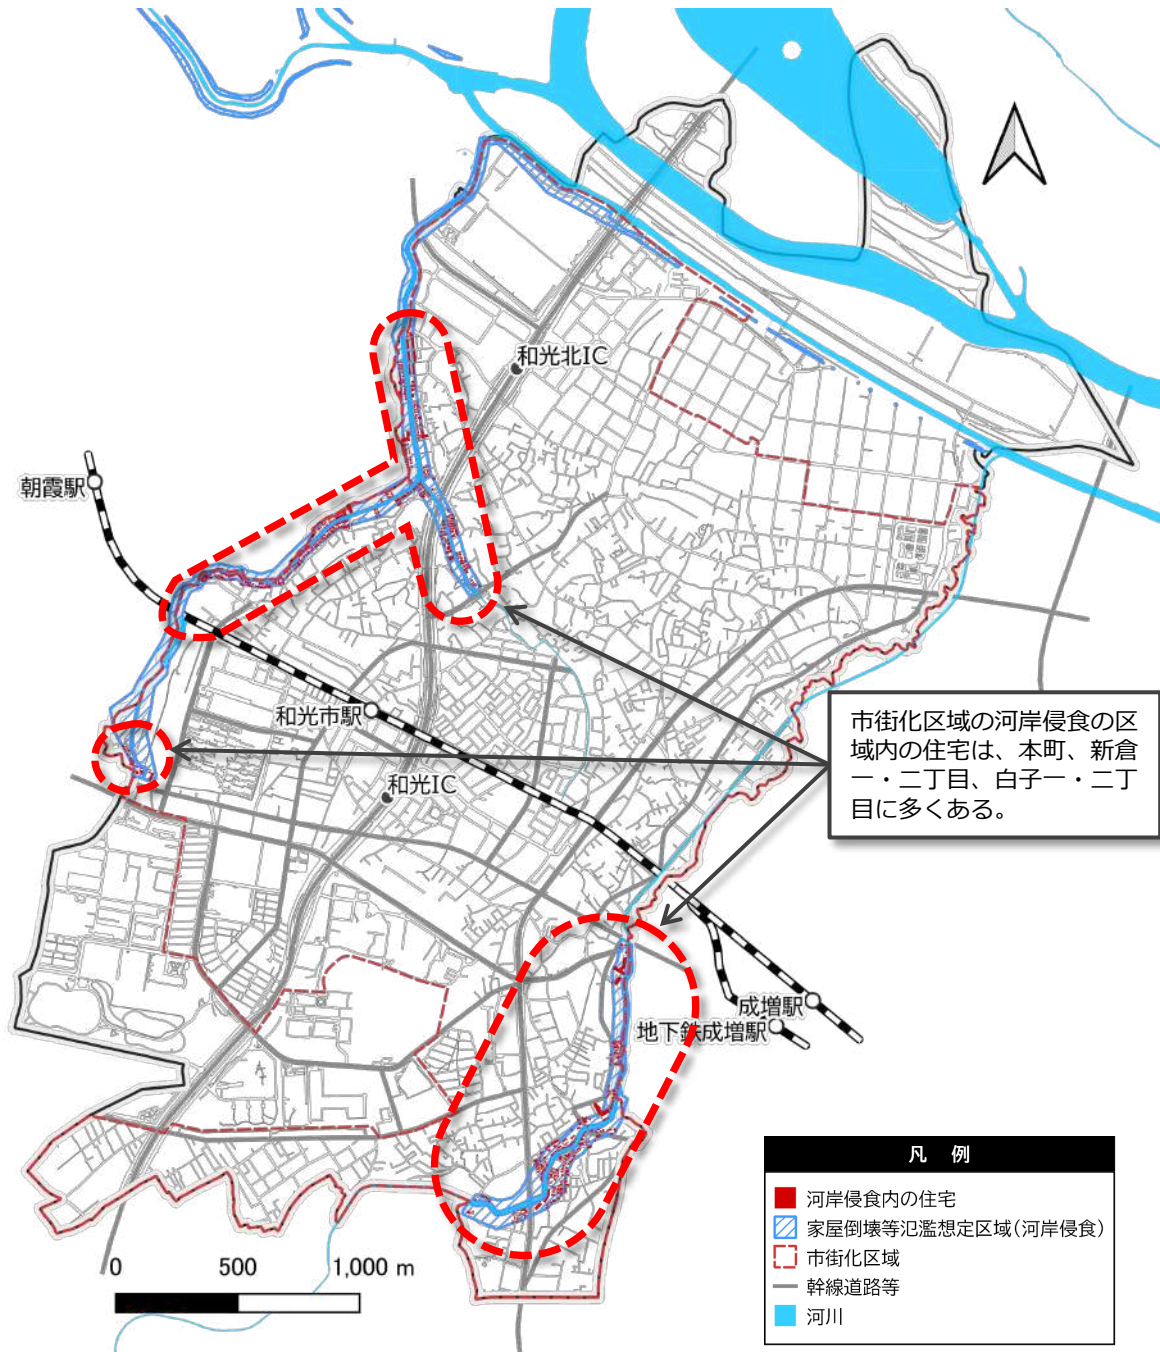 和光北IC
朝霞駅
和光市駅
和光IC
市街化区域の河岸侵食の区
域内の住宅は、本町、新倉
一・二丁目、白子一・二丁
目に多くある。
成増駅
地下鉄成増駅
凡 例
河岸侵食内の住宅
家屋倒壊等氾濫想定区域(河岸侵食)
市街化区域
幹線道路等
河川
0 500 1,000 m